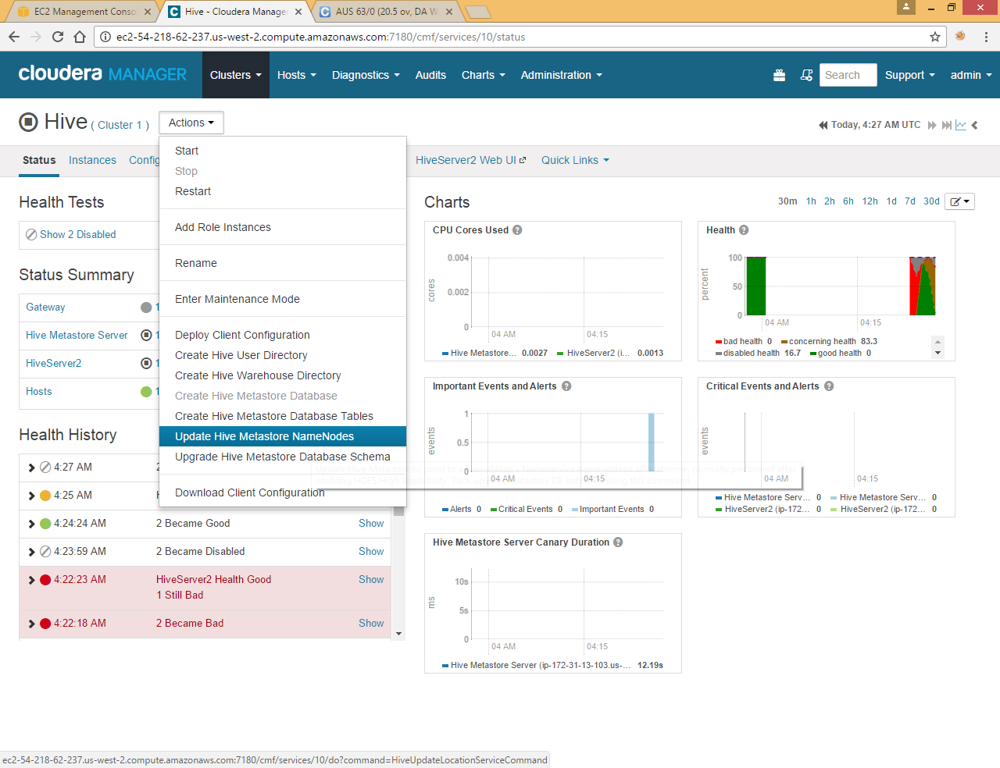 EC2 Management Conso
Hive - Cloudera Manager
AUS 63/0 (20.5 ov, DA W
ec2-54-218-62-237.us-west-2.compute.amazonaws.com:7180/cmf/services/10/status
cloudera MANAGER
Clusters
Hosts
Diagnostics
Audits
Charts
Administration
Search
Support
admin
Hive ( Cluster 1 )
Actions
Today, 4:27 AM UTC
Status
Instances
Config
HiveServer2 Web UI
Quick Links
Start
Stop
Restart
Add Role Instances
Rename
Enter Maintenance Mode
Deploy Client Configuration
Create Hive User Directory
Create Hive Warehouse Directory
Create Hive Metastore Database
Create Hive Metastore Database Tables
Update Hive Metastore NameNodes
Upgrade Hive Metastore Database Schema
Download Client Configuration
Health Tests
Show 2 Disabled
Status Summary
Gateway 1
Hive Metastore Server 1
HiveServer2 1
Hosts 1
Health History
4:27 AM 2
4:25 AM
4:24:24 AM 2 Became Good Show
4:23:59 AM 2 Became Disabled Show
4:22:23 AM HiveServer2 Health Good Show
1 Still Bad
4:22:18 AM 2 Became Bad Show
Charts
30m 1h 2h 6h 12h 1d 7d 30d
CPU Cores Used
cores
0.004
0.002
0
04 AM 04:15
Hive Metastore... 0.0027 HiveServer2 (i... 0.0013
Health
percent
100
50
0
04 AM 04:15
bad health 0 concerning health 83.3
disabled health 16.7 good health 0
Important Events and Alerts
events
1
0.5
0
04 AM 04:15
Alerts 0 Critical Events 0 Important Events 0
Critical Events and Alerts
events
04 AM 04:15
Hive Metastore Serv... 0 Hive Metastore Serv... 0
HiveServer2 (ip-172... 0 HiveServer2 (ip-172... 0
Hive Metastore Server Canary Duration
ms
10s
5s
0
04 AM 04:15
Hive Metastore Server (ip-172-31-13-103.us-... 12.19s
ec2-54-218-62-237.us-west-2.compute.amazonaws.com:7180/cmf/services/10/do?command=HiveUpdateLocationServiceCommand